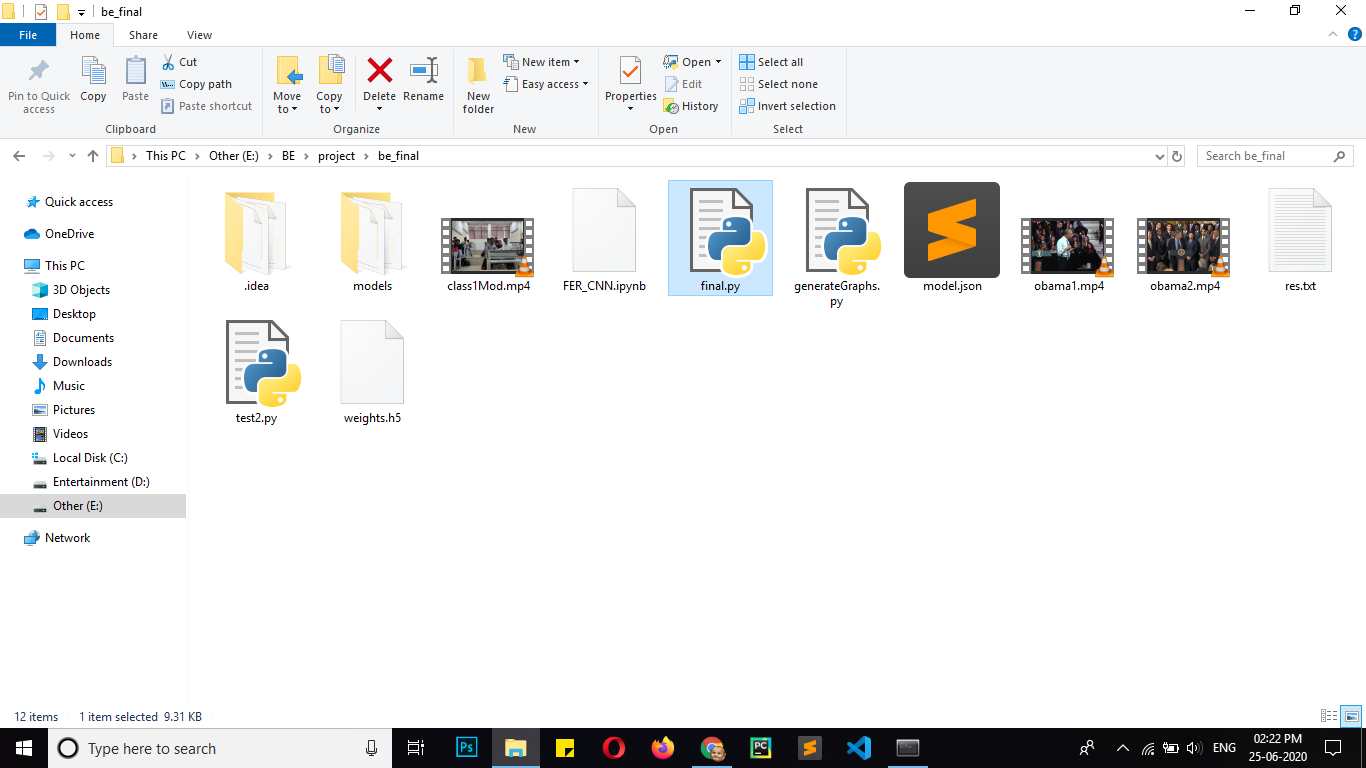 be_final
File Home Share View
Pin to Quick access
Copy
Paste
Cut
Copy path
Paste shortcut
Clipboard
Move to
Copy to
Delete
Rename
Organize
New folder
New item
Easy access
New
Properties
Open
Edit
History
Open
Select all
Select none
Invert selection
Select
This PC > Other (E:) > BE > project > be_final
Search be_final
Quick access
OneDrive
This PC
3D Objects
Desktop
Documents
Downloads
Music
Pictures
Videos
Local Disk (C:)
Entertainment (D:)
Other (E:)
Network
.idea
models
class1Mod.mp4
FER_CNN.ipynb
final.py
generateGraphs.
py
model.json
obama1.mp4
obama2.mp4
res.txt
test2.py
weights.h5
12 items 1 item selected 9.31 KB
Type here to search
Ps
PC
ENG
02:22 PM
25-06-2020